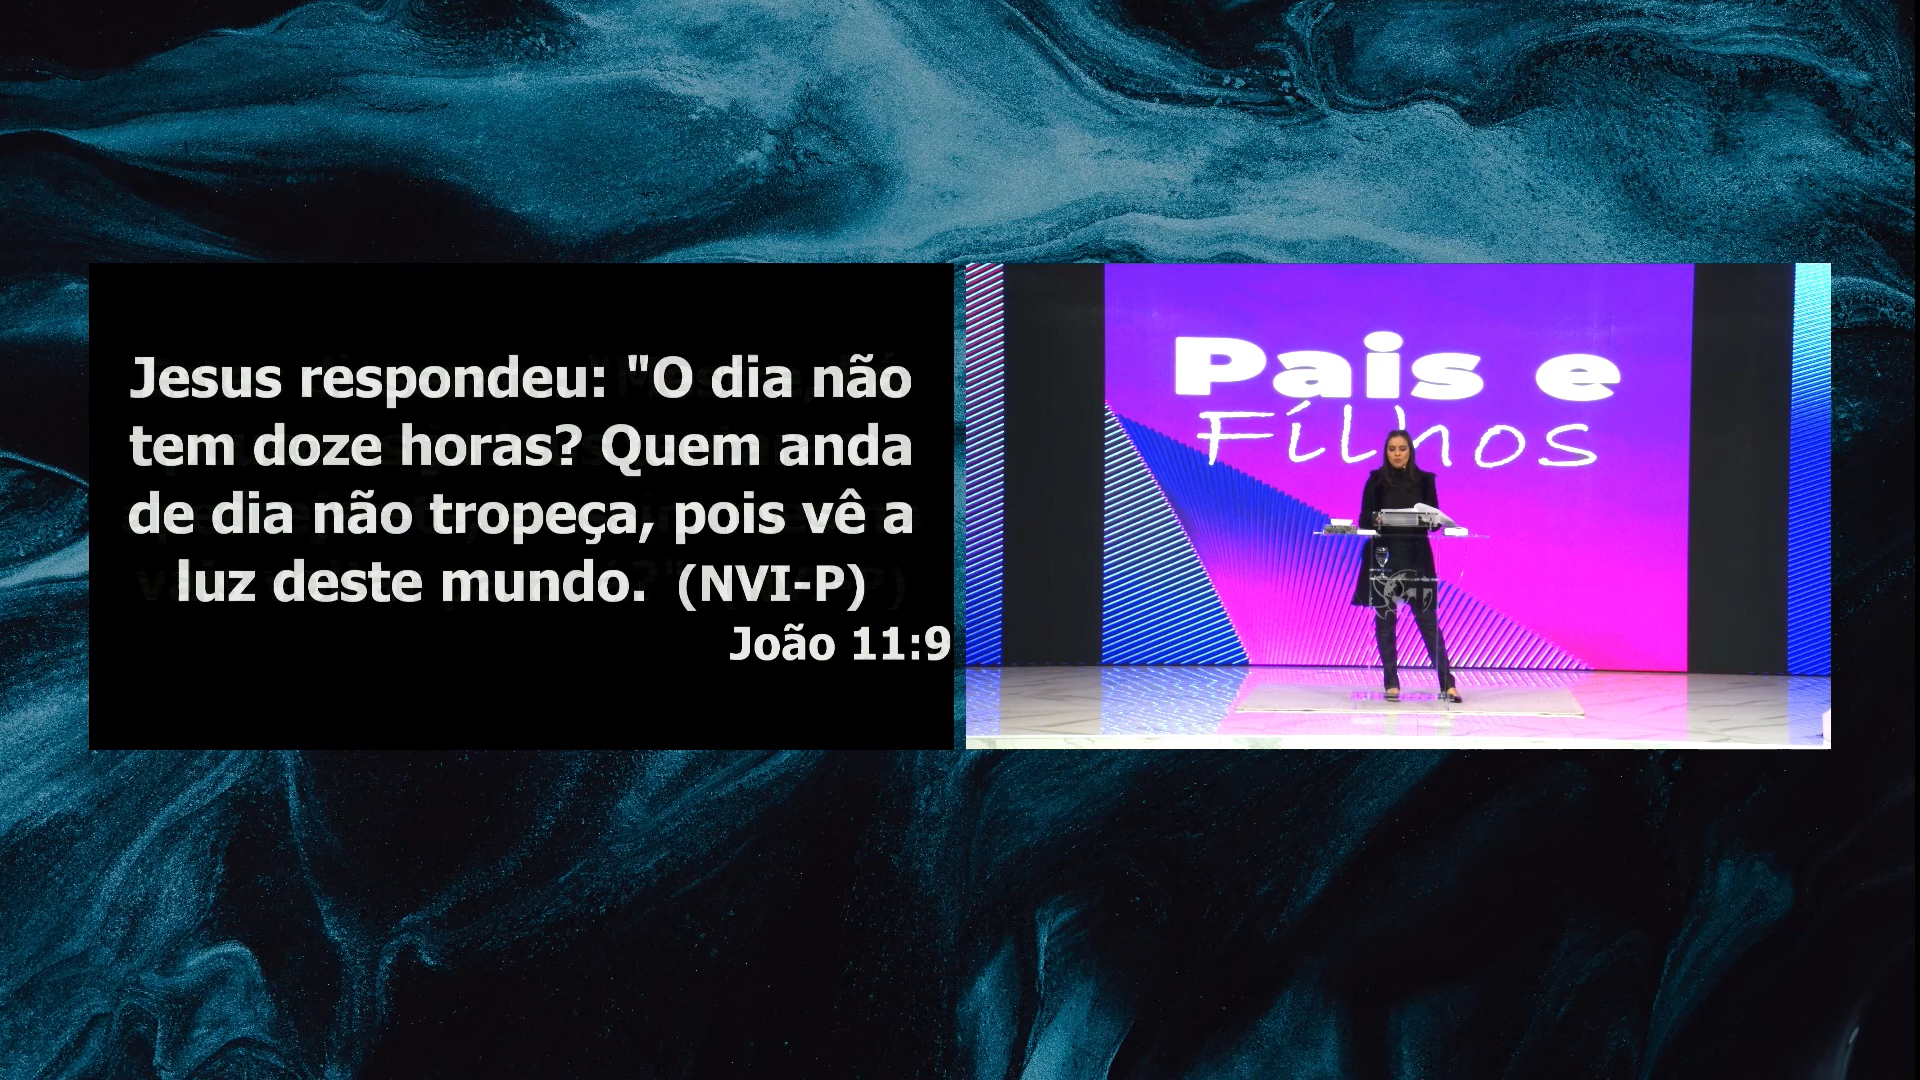 Jesus respondeu: "O dia não
tem doze horas? Quem anda
de dia não tropeça, pois vê a
luz deste mundo. (NVI-P)
João 11:9
Pais e
Filhos